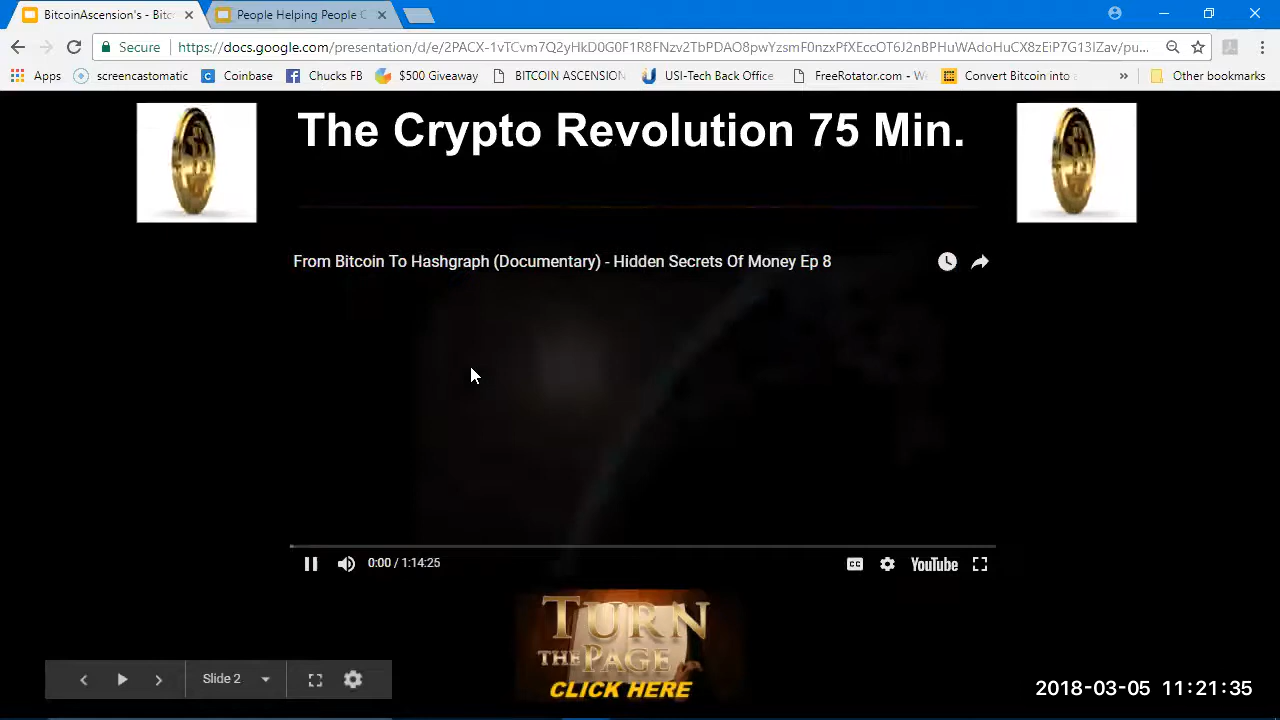 BitcoinAscension's - Bitc
People Helping People C
Secure
https://docs.google.com/presentation/d/e/2PACX-1vTCvm7Q2yHkD0G0F1R8FNzv2TbPDAO8pwYzsmF0nzxPfXEccOT6J2nBPHuWAdoHuCX8zEiP7G13IZav/pu...
Apps
screencastomatic
Coinbase
Chucks FB
$500 Giveaway
BITCOIN ASCENSION
USI-Tech Back Office
FreeRotator.com - We
Convert Bitcoin into
»
Other bookmarks
The Crypto Revolution 75 Min.
From Bitcoin To Hashgraph (Documentary) - Hidden Secrets Of Money Ep 8
0:00 / 1:14:25
CC
YouTube
TURN
THE PAGE
CLICK HERE
Slide 2
2018-03-05 11:21:35